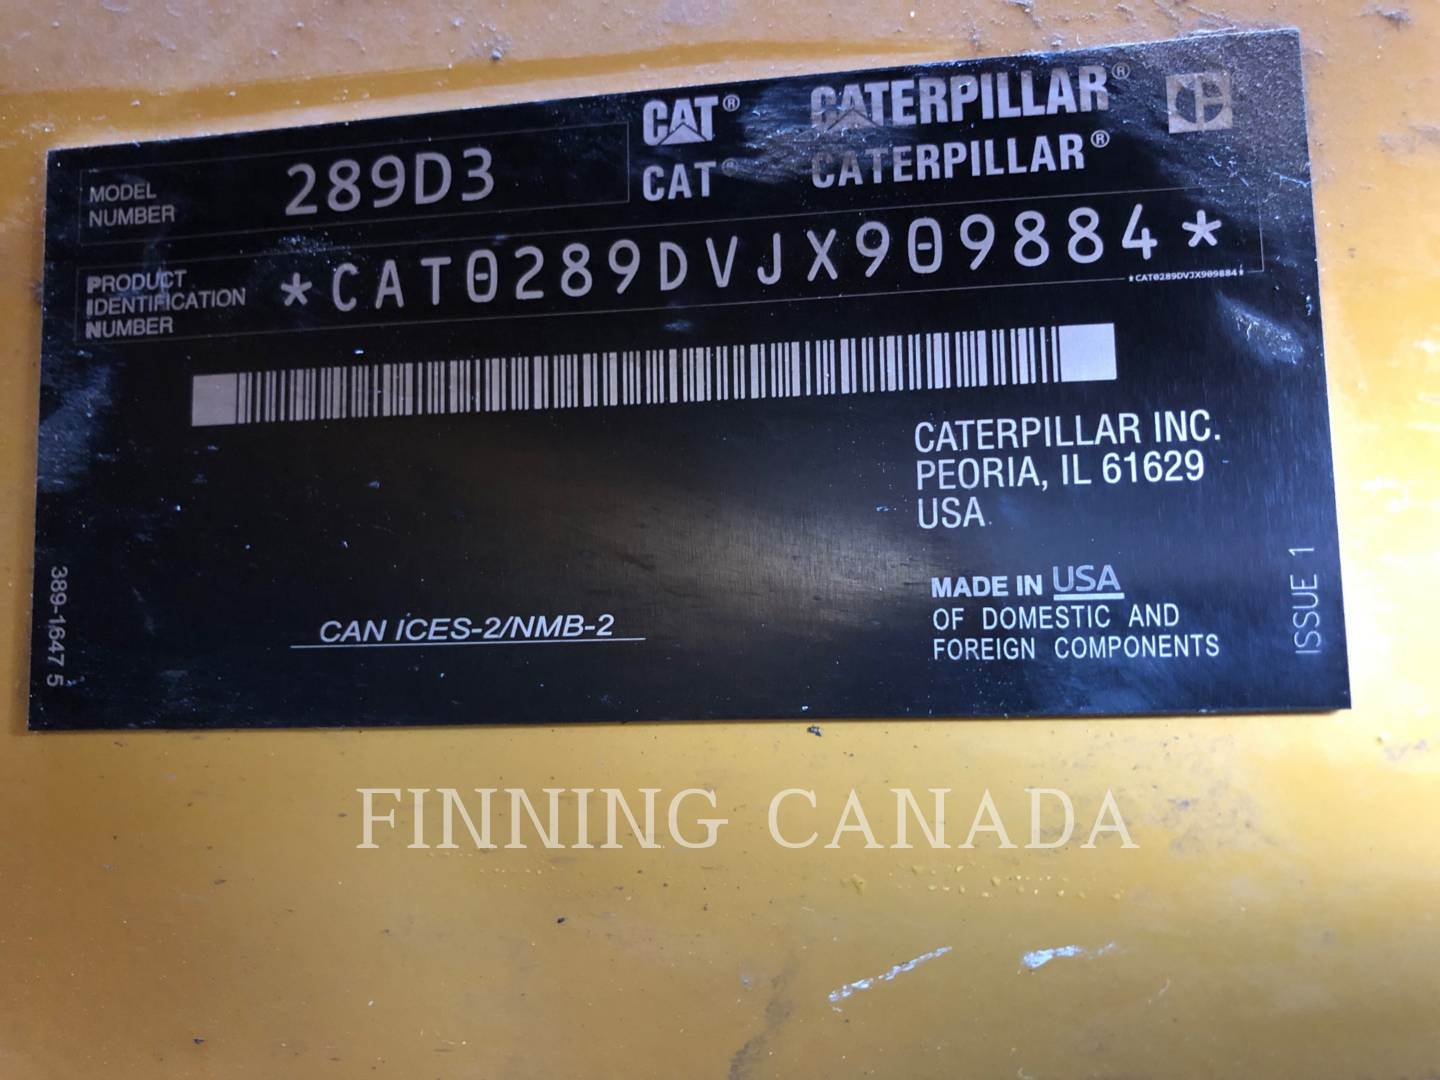 CAT® CATERPILLAR®
CAT® CATERPILLAR®
MODEL NUMBER 289D3
PRODUCT IDENTIFICATION NUMBER *CAT0289DVJX909884*
*CAT0289DVJX909884*
CATERPILLAR INC.
PEORIA, IL 61629
USA
MADE IN USA
OF DOMESTIC AND
FOREIGN COMPONENTS
CAN ICES-2/NMB-2
389-1647 5
ISSUE 1
FINNING CANADA